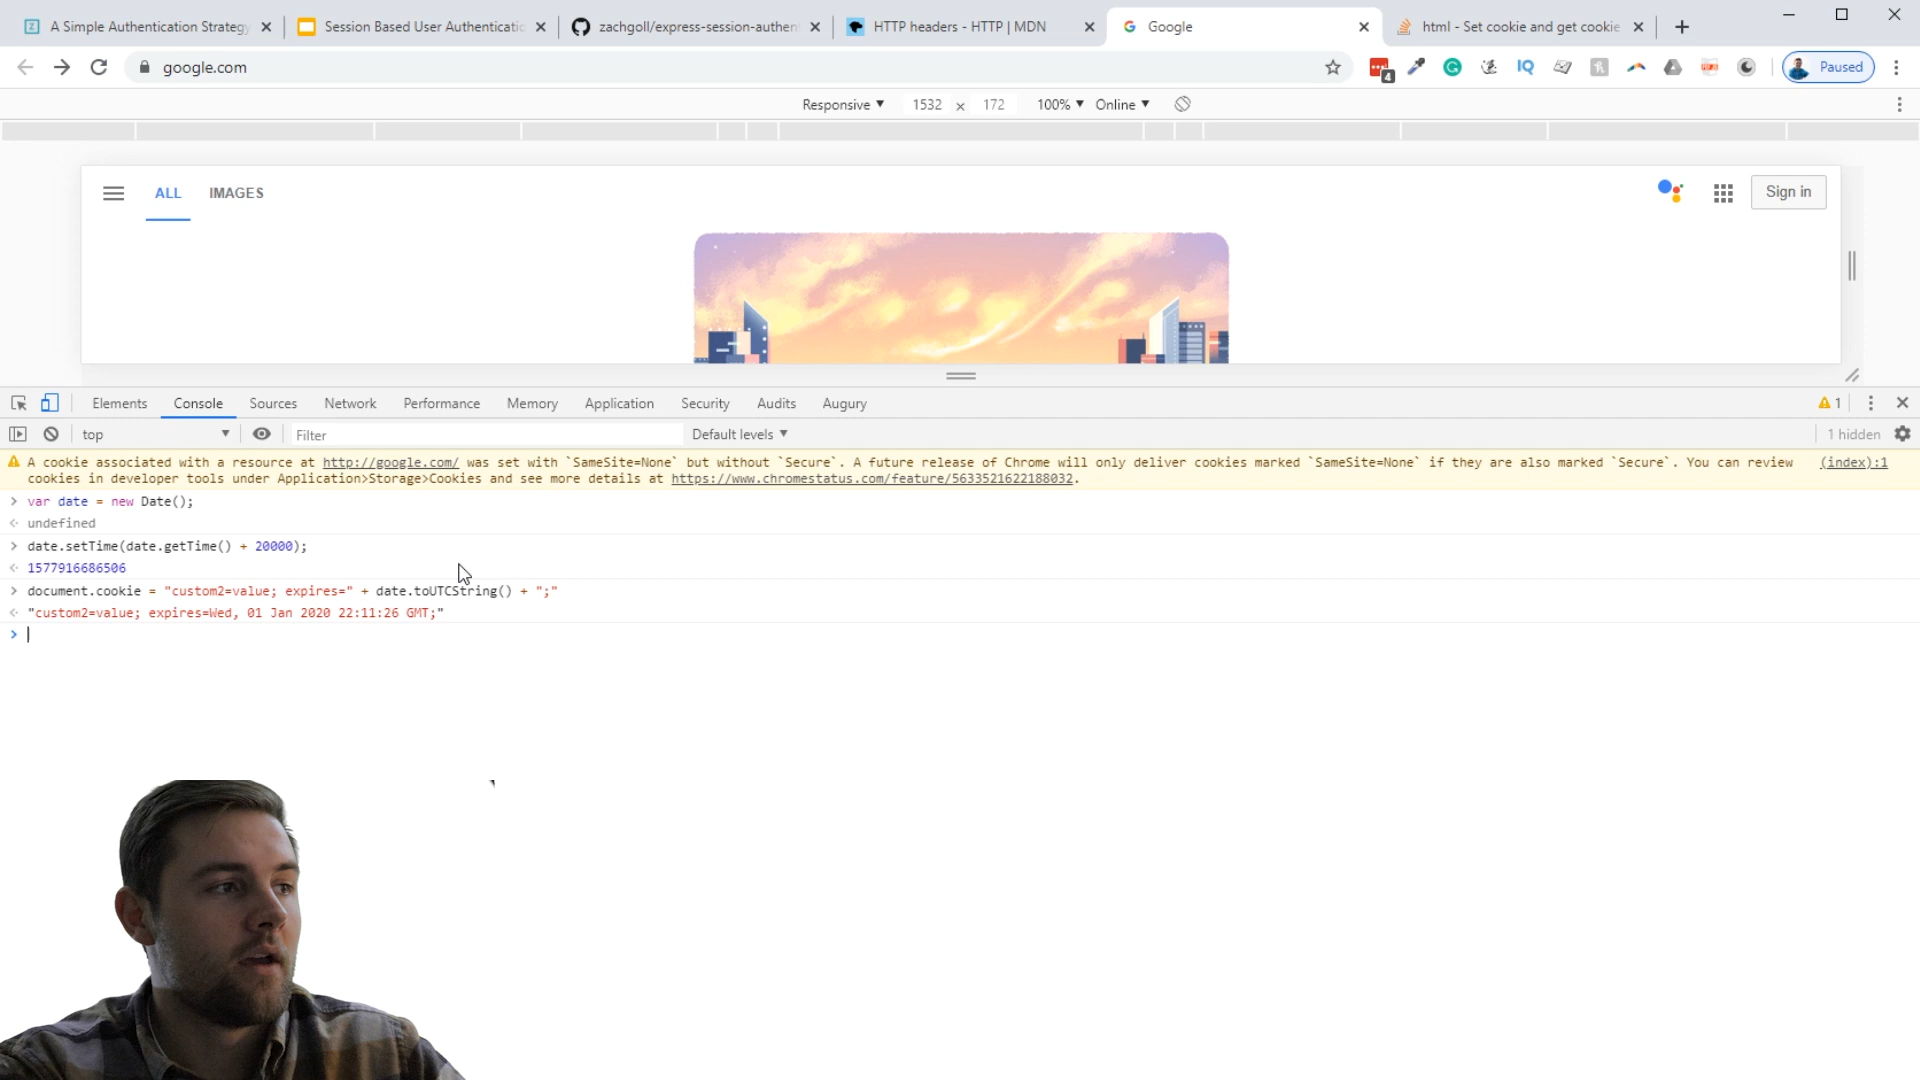 A Simple Authentication Strategy
Session Based User Authenticatic
zachgoll/express-session-authen
HTTP headers - HTTP | MDN
Google
html - Set cookie and get cookie
google.com
4
IQ
Paused
Responsive ▼ 1532 x 172 100% ▼ Online ▼
ALL IMAGES
Sign in
Elements Console Sources Network Performance Memory Application Security Audits Augury
1
top ▼ Filter Default levels ▼
1 hidden
A cookie associated with a resource at http://google.com/ was set with `SameSite=None` but without `Secure`. A future release of Chrome will only deliver cookies marked `SameSite=None` if they are also marked `Secure`. You can review (index):1
cookies in developer tools under Application>Storage>Cookies and see more details at https://www.chromestatus.com/feature/5633521622188032.
> var date = new Date();
undefined
> date.setTime(date.getTime() + 20000);
1577916686506
> document.cookie = "custom2=value; expires=" + date.toUTCString() + ";"
"custom2=value; expires=Wed, 01 Jan 2020 22:11:26 GMT;"
>